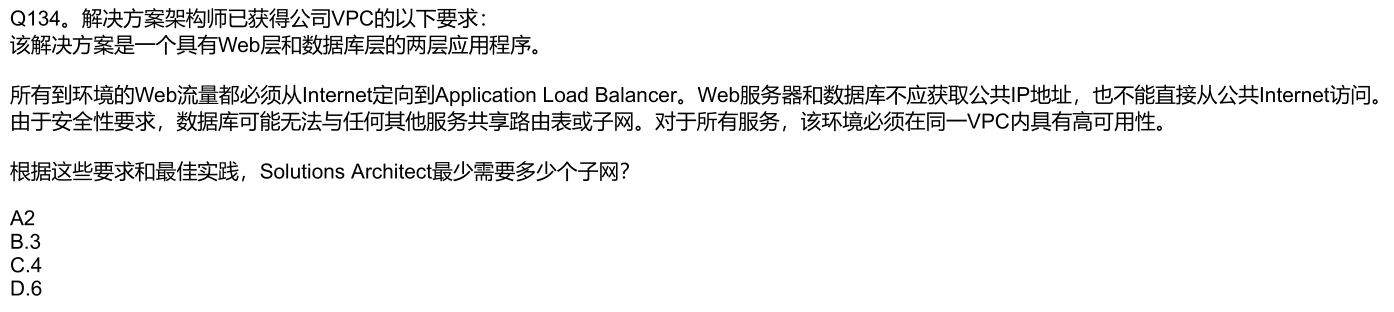 Q134。解决方案架构师已获得公司VPC的以下要求：
该解决方案是一个具有Web层和数据库层的两层应用程序。
所有到环境的Web流量都必须从Internet定向到Application Load Balancer。Web服务器和数据库不应获取公共IP地址，也不能直接从公共Internet访问。
由于安全性要求，数据库可能无法与任何其他服务共享路由表或子网。对于所有服务，该环境必须在同一VPC内具有高可用性。
根据这些要求和最佳实践，Solutions Architect最少需要多少个子网？
A2
B.3
C.4
D.6